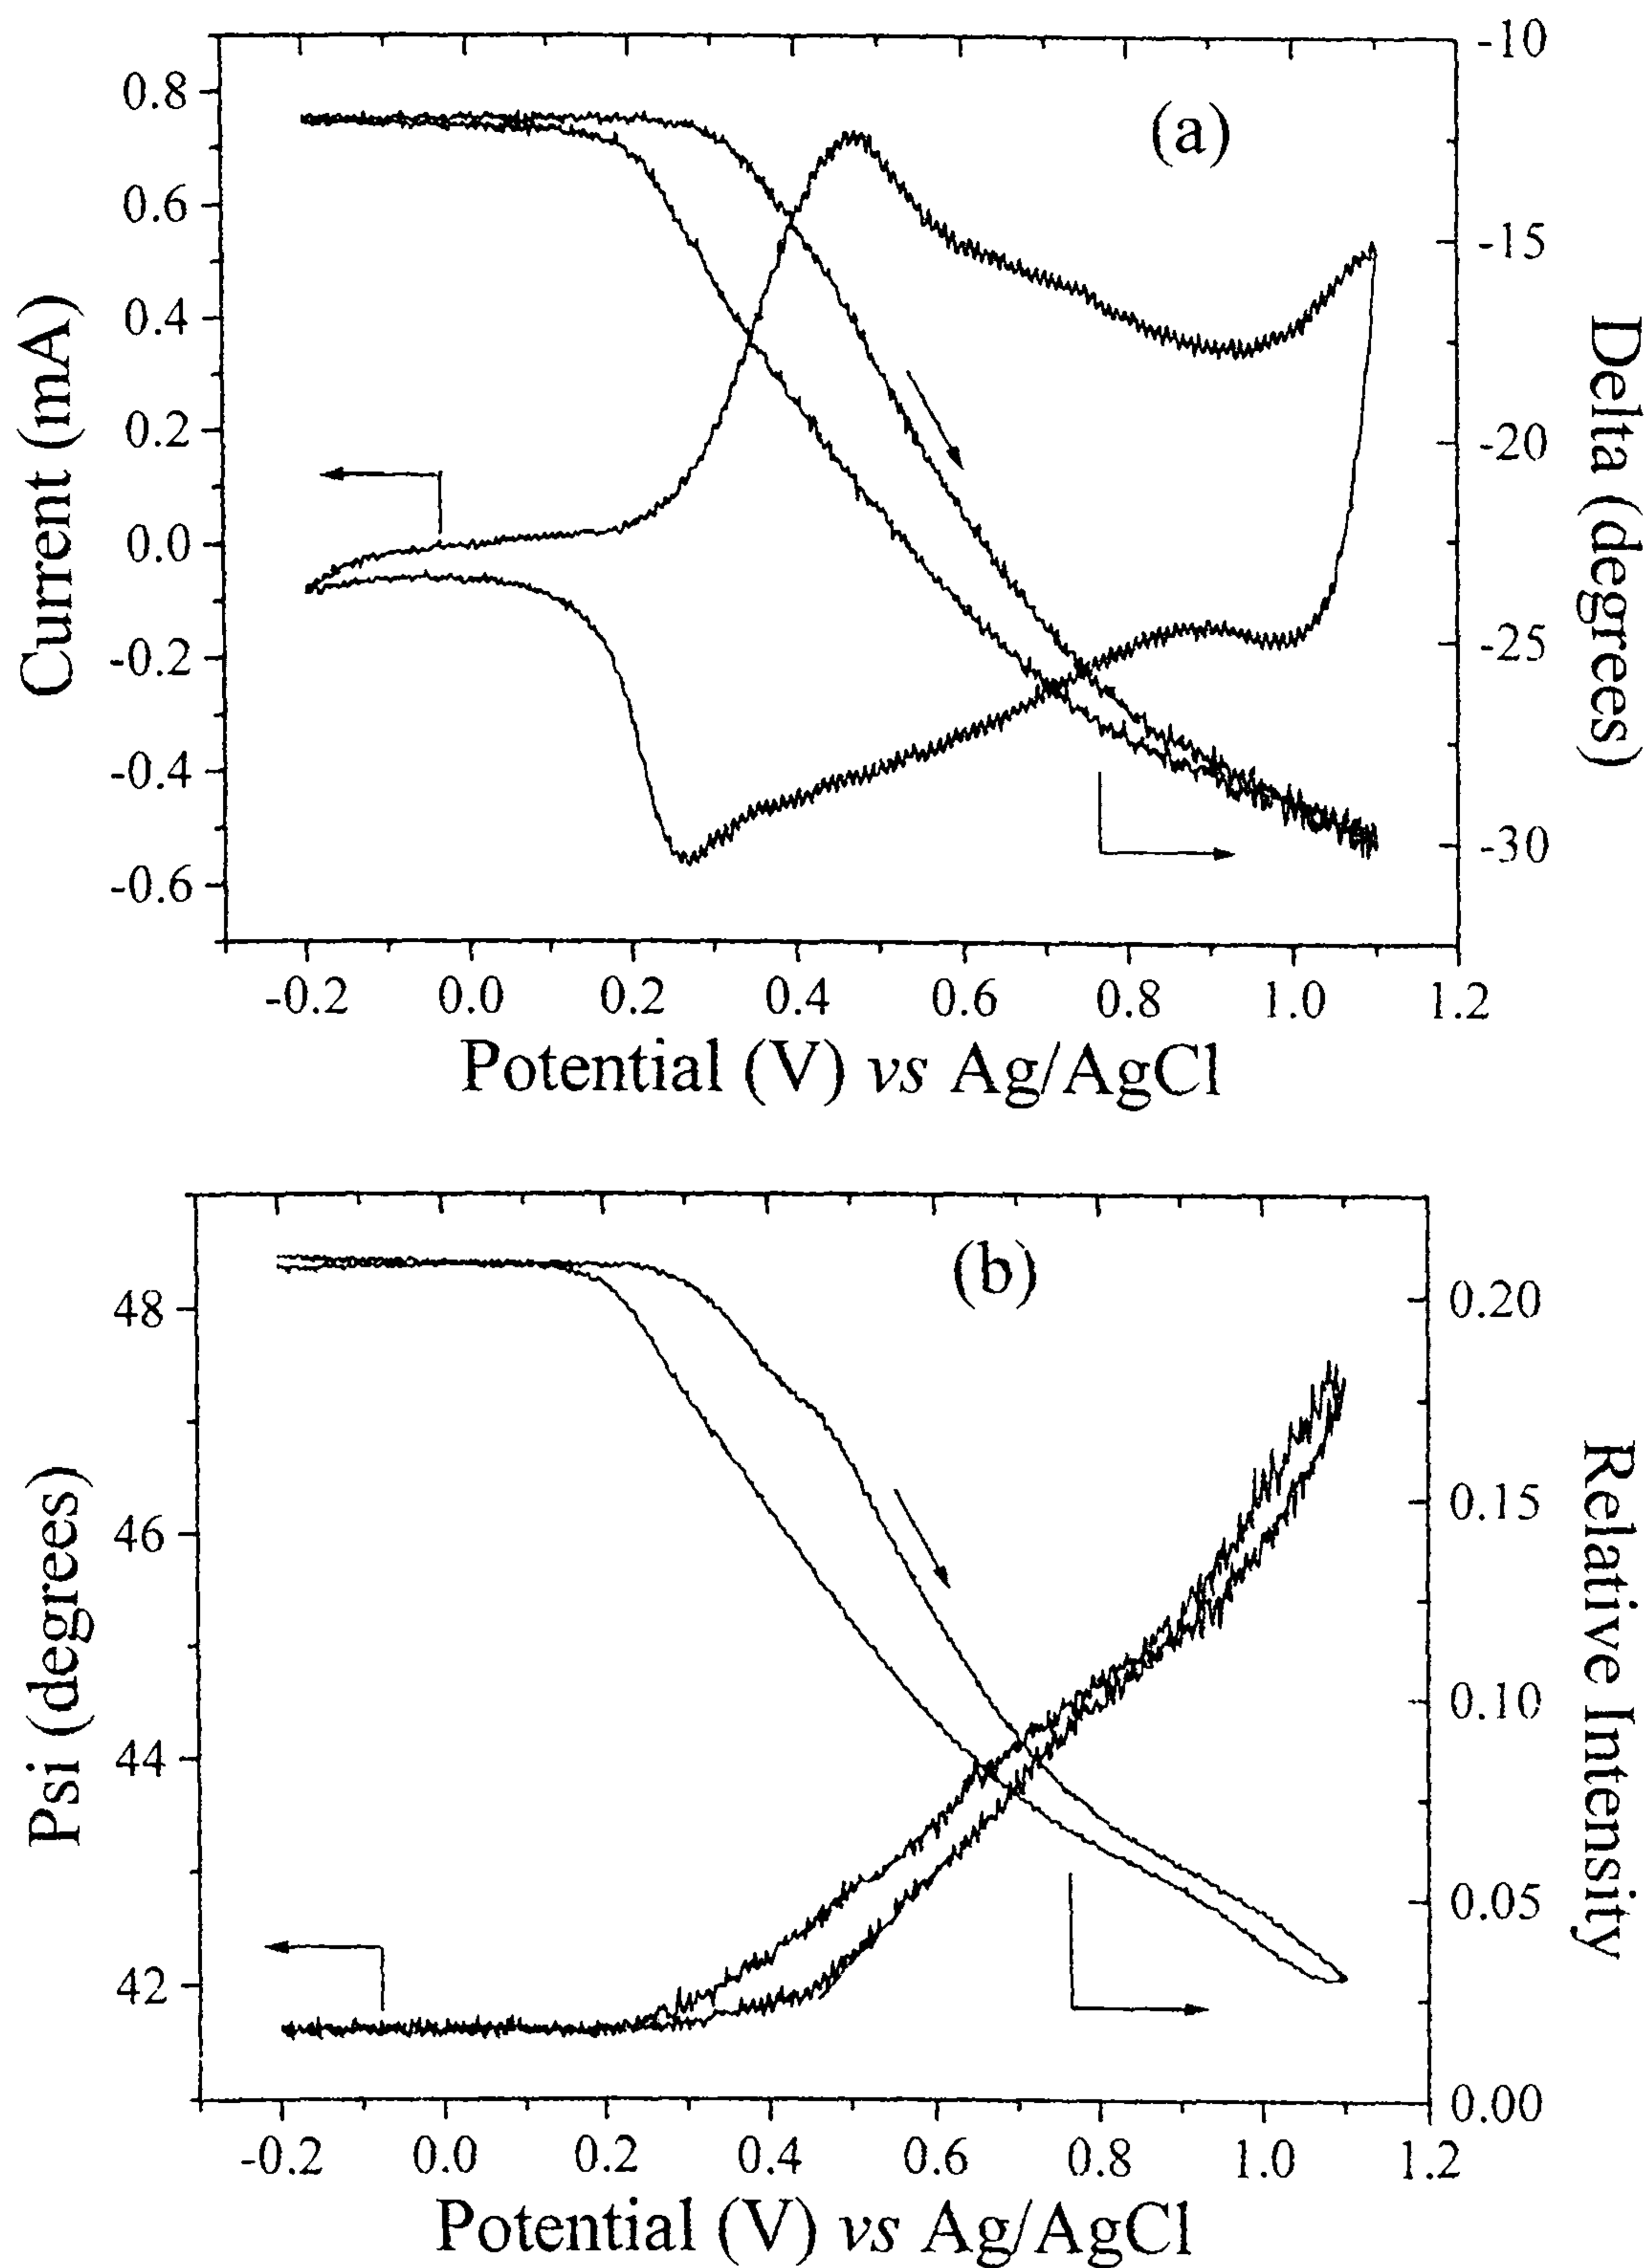 (a)
0.8
0.6
0.4
0.2
0.0
-0.2
-0.4
-0.6
Current (mA)
-10
-15
-20
-25
-30
Delta (degrees)
-0.2 0.0 0.2 0.4 0.6 0.8 1.0 1.2
Potential (V) vs Ag/AgCl
(b)
48
46
44
42
Psi (degrees)
0.20
0.15
0.10
0.05
0.00
Relative Intensity
-0.2 0.0 0.2 0.4 0.6 0.8 1.0 1.2
Potential (V) vs Ag/AgCl